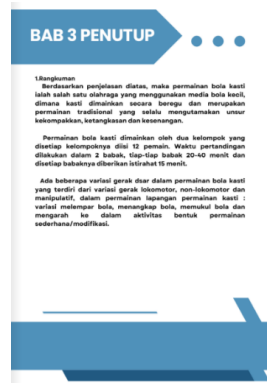 BAB 3 PENUTUP
1.Rangkuman
Berdasarkan penjelasan diatas, maka permainan bola kasti
ialah salah satu olahraga yang menggunakan media bola kecil,
dimana kasti dimainkan secara beregu dan merupakan
permainan tradisional yang selalu mengutamakan unsur
kekompakkan, ketangkasan dan kesenangan.
Permainan bola kasti dimainkan oleh dua kelompok yang
disetiap kelompoknya diisi 12 pemain. Waktu pertandingan
dilakukan dalam 2 babak, tiap-tiap babak 20-40 menit dan
disetiap babaknya diberikan istirahat 15 menit.
Ada beberapa variasi gerak dsar dalam permainan bola kasti
yang terdiri dari variasi gerak lokomotor, non-lokomotor dan
manipulatif, dalam permainan lapangan permainan kasti :
variasi melempar bola, menangkap bola, memukul bola dan
mengarah ke dalam aktivitas bentuk permainan
sederhana/modifikasi.